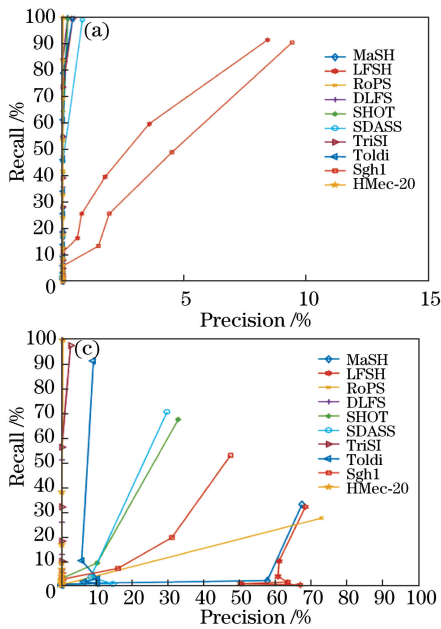 (a)
Recall /%
100
90
80
70
60
50
40
30
20
10
0
5
10
15
Precision /%
MaSH
LFSH
RoPS
DLFS
SHOT
SDASS
TriSI
Toldi
Sgh1
HMec-20
(c)
Recall /%
100
90
80
70
60
50
40
30
20
10
0
10 20 30 40 50 60 70 80 90 100
Precision /%
MaSH
LFSH
RoPS
DLFS
SHOT
SDASS
TriSI
Toldi
Sgh1
HMec-20